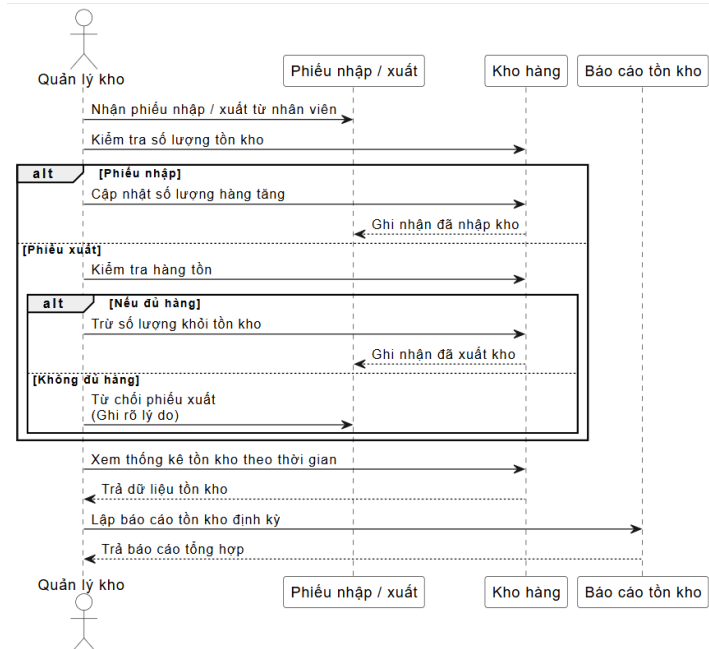 Quản lý kho
Phiếu nhập / xuất
Kho hàng
Báo cáo tồn kho
Nhận phiếu nhập / xuất từ nhân viên
Kiểm tra số lượng tồn kho
alt
[Phiếu nhập]
Cập nhật số lượng hàng tăng
Ghi nhận đã nhập kho
[Phiếu xuất]
Kiểm tra hàng tồn
alt
[Nếu đủ hàng]
Trừ số lượng khỏi tồn kho
Ghi nhận đã xuất kho
[Không đủ hàng]
Từ chối phiếu xuất
(Ghi rõ lý do)
Xem thống kê tồn kho theo thời gian
Trả dữ liệu tồn kho
Lập báo cáo tồn kho định kỳ
Trả báo cáo tổng hợp
Quản lý kho
Phiếu nhập / xuất
Kho hàng
Báo cáo tồn kho